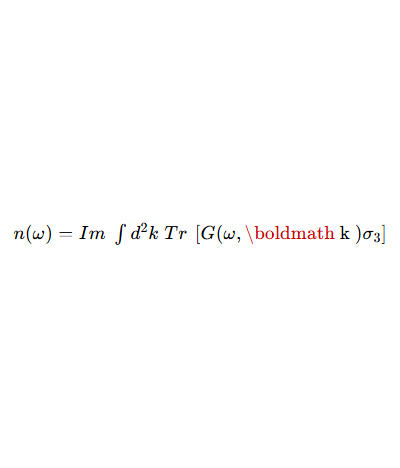 n(ω) = Im ∫ d²k Tr [G(ω, \boldmath k )σ₃]